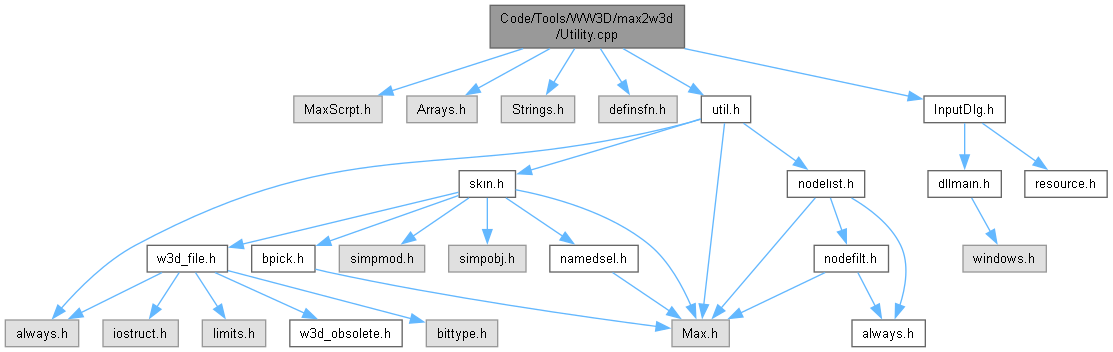 Code/Tools/WW3D/max2w3d
/Utility.cpp
MaxScrpt.h
Arrays.h
Strings.h
definsfn.h
util.h
InputDlg.h
skin.h
nodelist.h
dllmain.h
resource.h
w3d_file.h
bpick.h
simpmod.h
simpobj.h
namedsel.h
nodefilt.h
windows.h
always.h
iostruct.h
limits.h
w3d_obsolete.h
bittype.h
Max.h
always.h